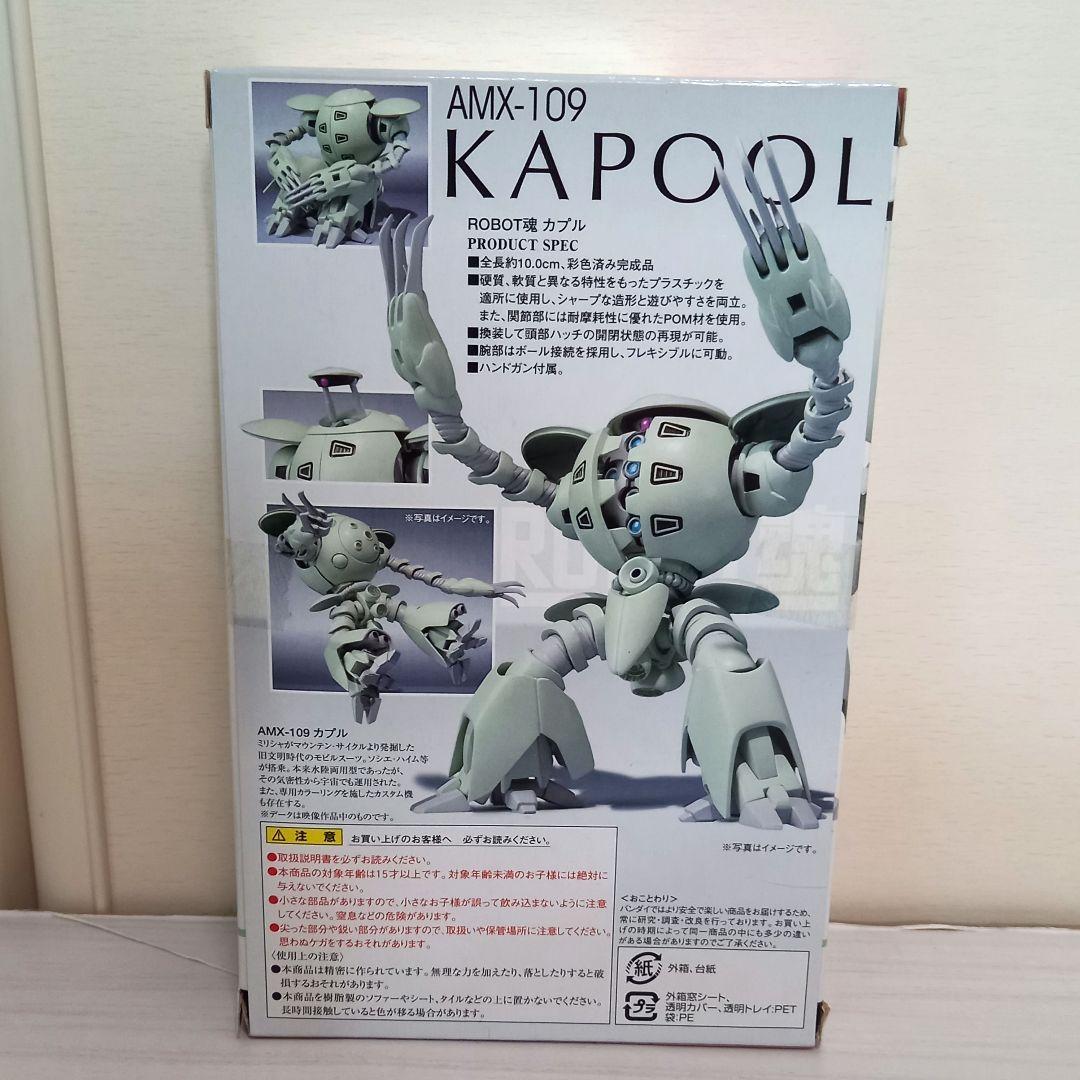 AMX-109
KAPOOL
ROBOT魂 カプル
PRODUCT SPEC
■全長約10.0cm、彩色済み完成品
■硬質、軟質と異なる特性をもったプラスチックを
適所に使用し、シャープな造形と遊びやすさを両立。
また、関節部には耐摩耗性に優れたPOM材を使用。
■換装して頭部ハッチの開閉状態の再現が可能。
■腕部はボール接続を採用し、フレキシブルに可動。
■ハンドガン付属。
※写真はイメージです。
AMX-109 カプル
ミリシャがマウンテン・サイクルより発掘した
旧文明時代のモビルスーツ。ソシエ・ハイム等
が搭乗。本来水陸両用型であったが、
その気密性から宇宙でも運用された。
また、専用カラーリングを施したカスタム機
も存在する。
※データは映像作品中のものです。
※写真はイメージです。
注意 お買い上げのお客様へ 必ずお読みください。
●取扱説明書を必ずお読みください。
●本商品の対象年齢は15才以上です。対象年齢未満のお子様には絶対に
与えないでください。
●小さな部品がありますので、小さなお子様が誤って飲み込まないように注意
してください。窒息などの危険があります。
●尖った部分や鋭い部分がありますので、取扱いや保管場所に注意してください。
思わぬケガをするおそれがあります。
〈使用上の注意〉
●本商品は精密に作られています。無理な力を加えたり、落としたりすると破
損するおそれがあります。
●本商品を樹脂製のソファーやシート、タイルなどの上に置かないでください。
長時間接触していると色が移る場合があります。
<おことわり>
バンダイではより安全で楽しい商品をお届けするため、
常に研究・調査・改良を行っております。お買い上げ
の時期によって同一商品の中にも多少の違い
がある場合がありますのでご了承ください。
紙 外箱、台紙
プラ 外箱窓シート、
透明カバー、透明トレイ:PET
袋:PE